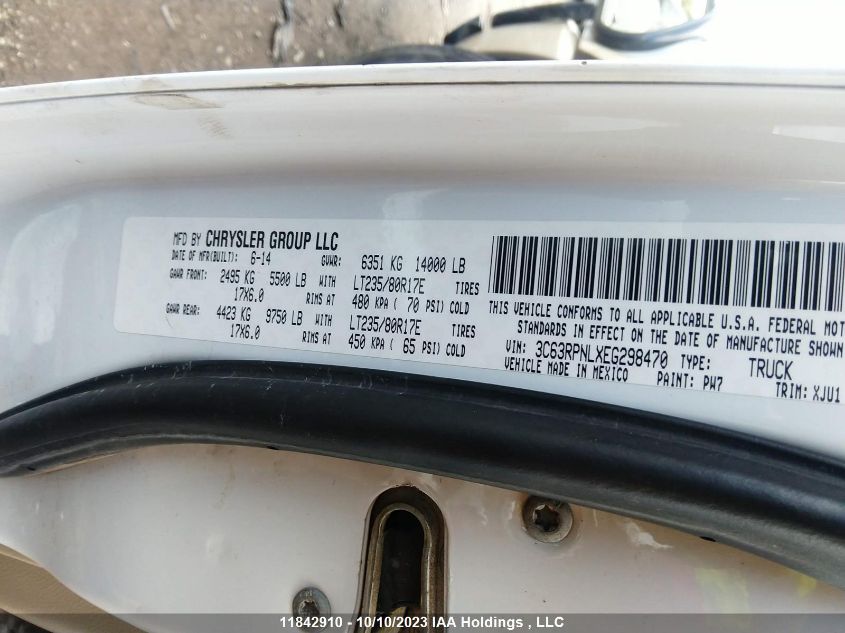 MFD BY CHRYSLER GROUP LLC
DATE OF MFR(BUILT): 6-14 GVWR: 6351 KG 14000 LB
GAWR FRONT: 2495 KG 5500 LB WITH LT235/80R17E TIRES
17X6.0 RIMS AT 480 KPA ( 70 PSI) COLD
GAWR REAR: 4423 KG 9750 LB WITH LT235/80R17E TIRES
17X6.0 RIMS AT 450 KPA ( 65 PSI) COLD
THIS VEHICLE CONFORMS TO ALL APPLICABLE U.S.A. FEDERAL MOT
STANDARDS IN EFFECT ON THE DATE OF MANUFACTURE SHOWN
VIN: 3C63RPNLXEG298470 TYPE: TRUCK
VEHICLE MADE IN MEXICO PAINT: PW7 TRIM: XJU1
11842910 - 10/10/2023 IAA Holdings , LLC